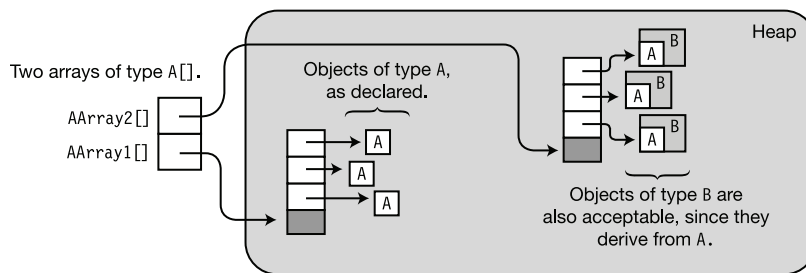 Heap
Two arrays of type A[].
AArray2[]
AArray1[]
Objects of type A,
as declared.
A
A
A
B
A
B
A
B
A
Objects of type B are
also acceptable, since they
derive from A.